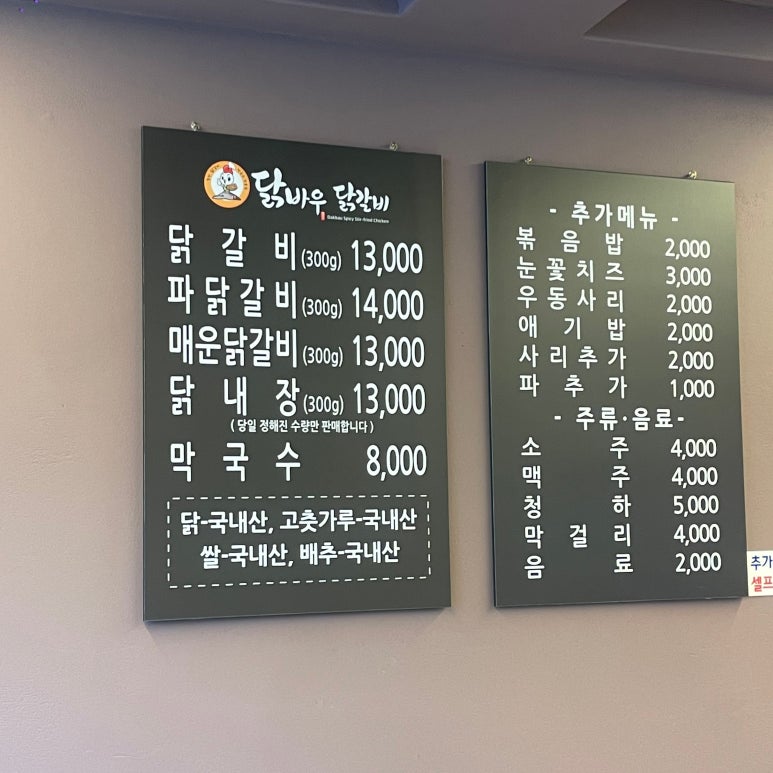 닭바우 닭갈비
Dakbau Spicy Stir-fried Chicken
닭갈비(300g) 13,000
파닭갈비(300g) 14,000
매운닭갈비(300g) 13,000
닭내장(300g) 13,000
( 당일 정해진 수량만 판매합니다 )
막국수 8,000
닭-국내산, 고춧가루-국내산
쌀-국내산, 배추-국내산
- 추가메뉴 -
볶음밥 2,000
눈꽃치즈 3,000
우동사리 2,000
애기밥 2,000
사리추가 2,000
파추가 1,000
- 주류·음료 -
소주 4,000
맥주 4,000
청하 5,000
막걸리 4,000
음료 2,000
추가
셀프